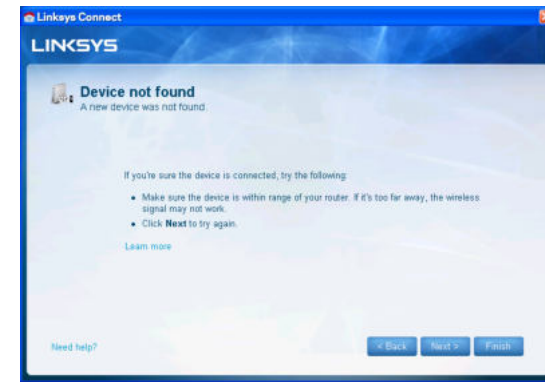 Linksys Connect
LINKSYS
Device not found
A new device was not found.
If you're sure the device is connected, try the following:
• Make sure the device is within range of your router. If it's too far away, the wireless
signal may not work.
• Click Next to try again.
Learn more
Need help?
< Back
Next >
Finish